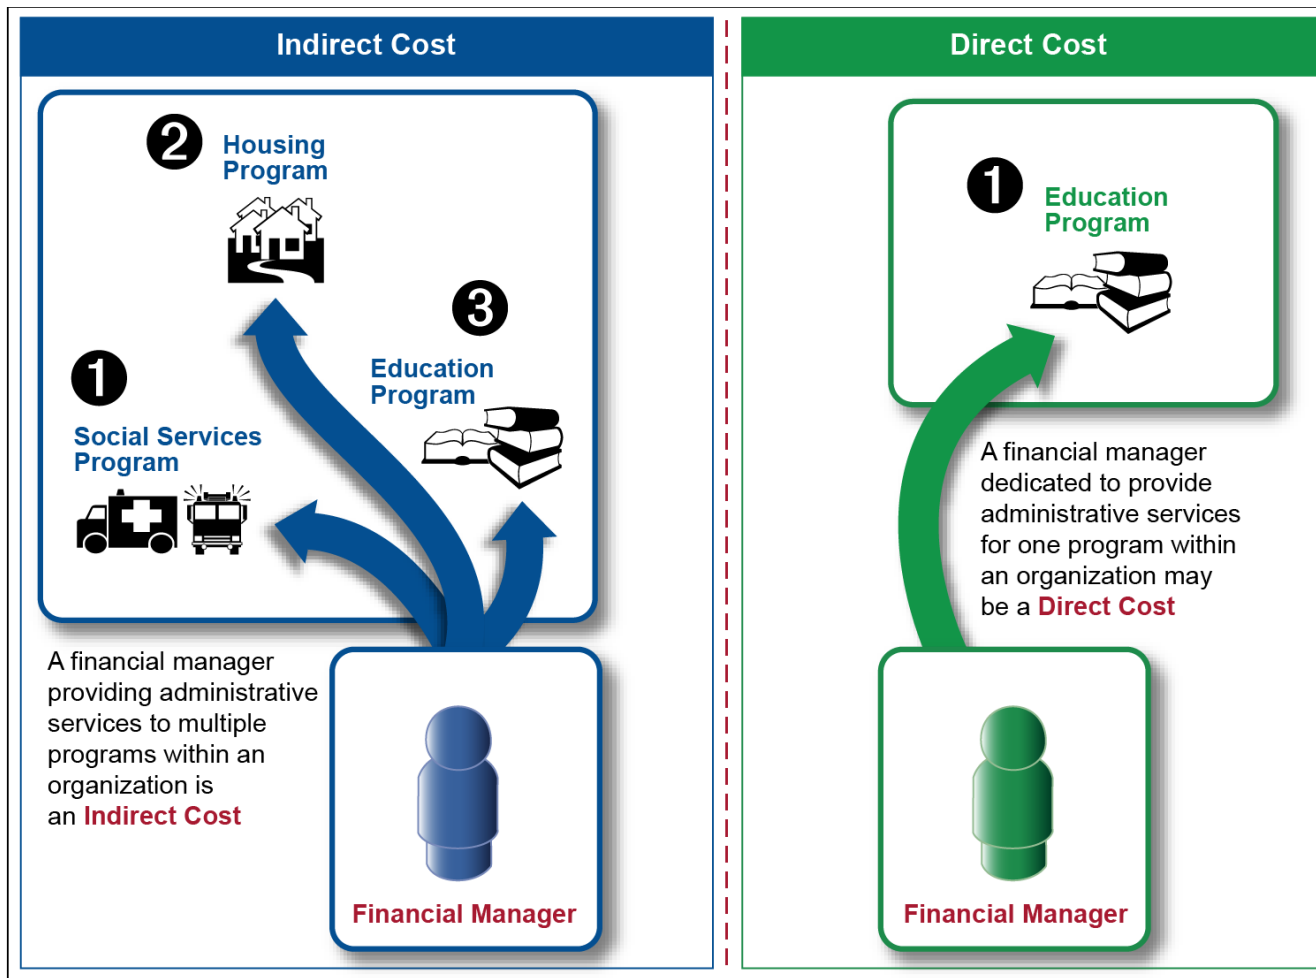 Indirect Cost
2
Housing
Program
3
Education
Program
1
Social Services
Program
A financial manager
providing administrative
services to multiple
programs within an
organization is
an Indirect Cost
Financial Manager
Direct Cost
1
Education
Program
A financial manager
dedicated to provide
administrative services
for one program within
an organization may
be a Direct Cost
Financial Manager